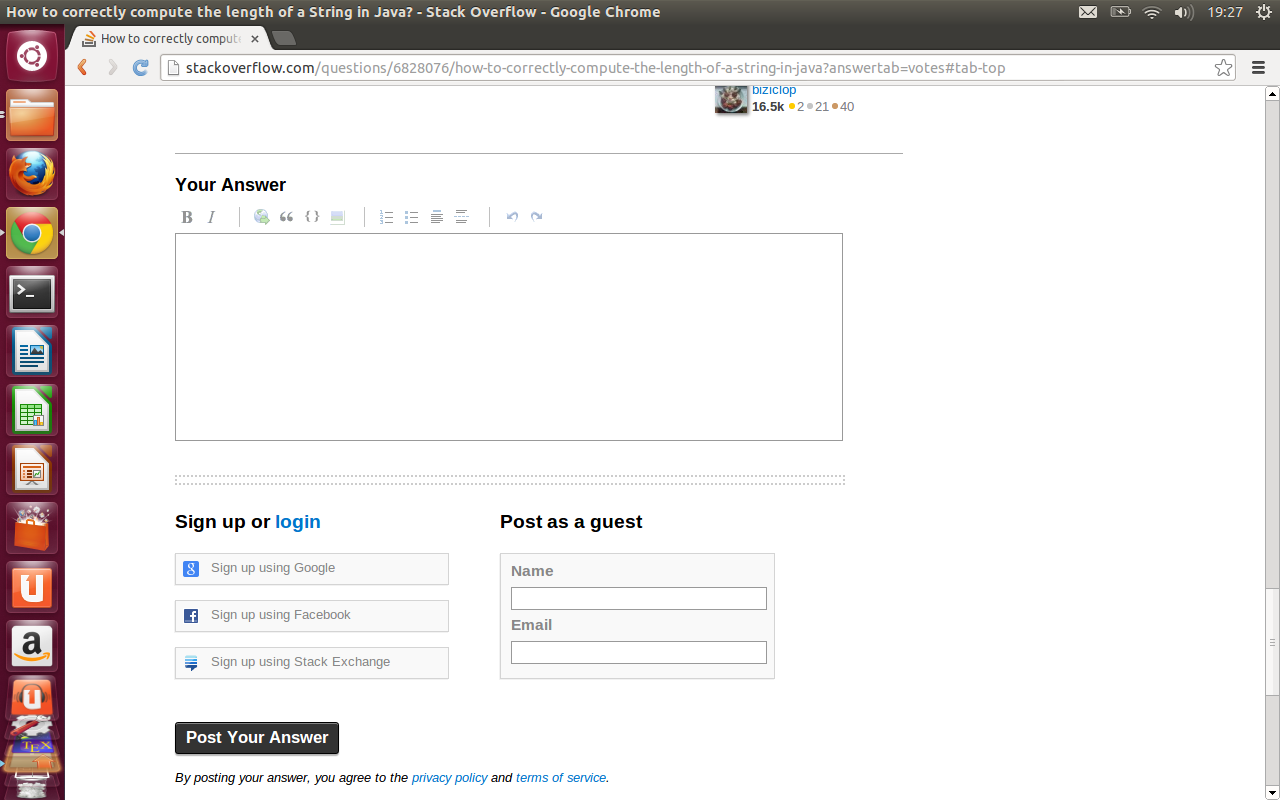 How to correctly compute the length of a String in Java? - Stack Overflow - Google Chrome
19:27
How to correctly compute
stackoverflow.com/questions/6828076/how-to-correctly-compute-the-length-of-a-string-in-java?answertab=votes#tab-top
biziclop
16.5k 2 21 40
Your Answer
B I
Sign up or login
Post as a guest
Sign up using Google
Sign up using Facebook
Sign up using Stack Exchange
Name
Email
Post Your Answer
By posting your answer, you agree to the privacy policy and terms of service.